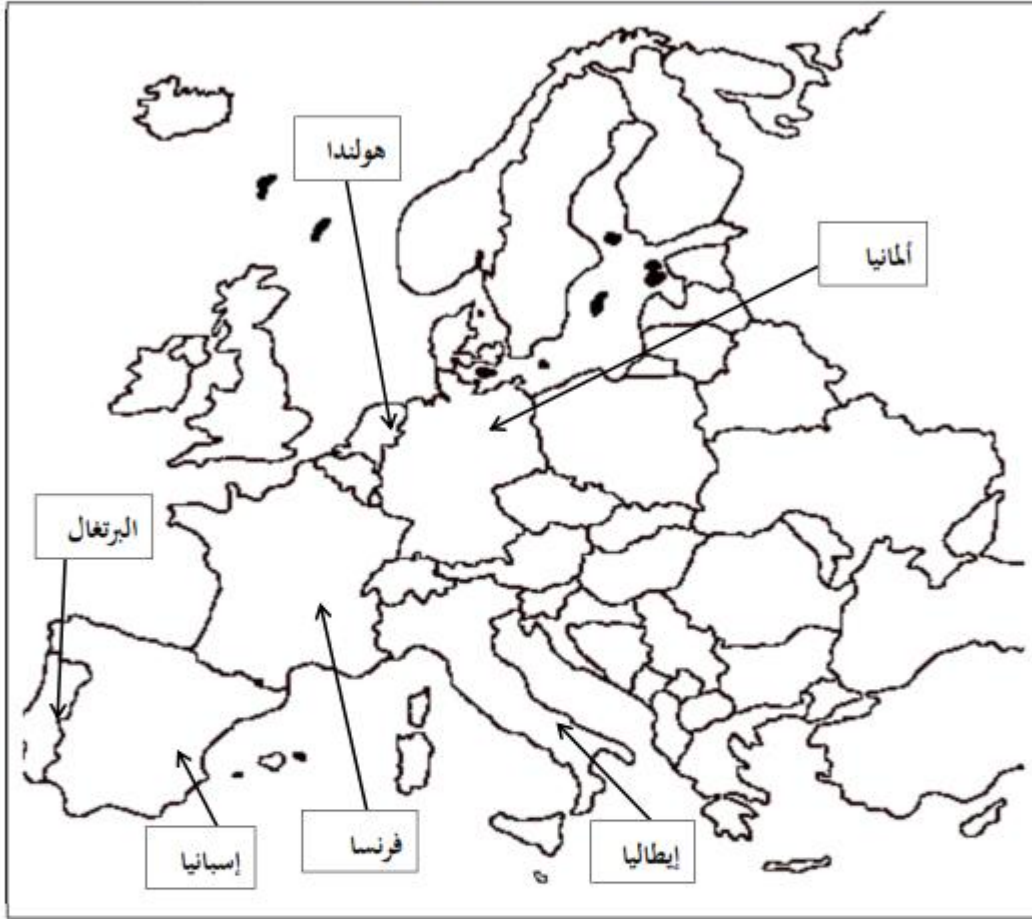 هولندا
ألمانيا
البرتغال
إسبانيا
فرنسا
إيطاليا